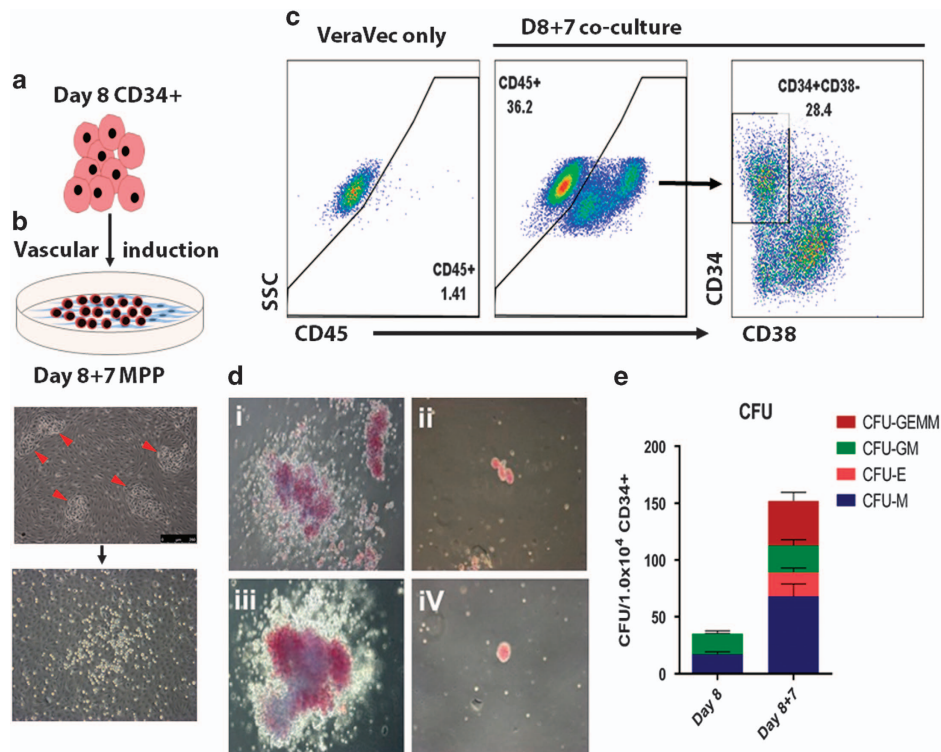 a
Day 8 CD34+
b
Vascular induction
Day 8+7 MPP
c
VeraVec only
D8+7 co-culture
SSC
CD45+
1.41
CD45+
36.2
CD45
CD34+CD38-
28.4
CD34
CD38
d
i
ii
iii
iV
e
CFU
CFU/1.0x10⁴ CD34+
200
150
100
50
0
Day 8
Day 8+7
CFU-GEMM
CFU-GM
CFU-E
CFU-M